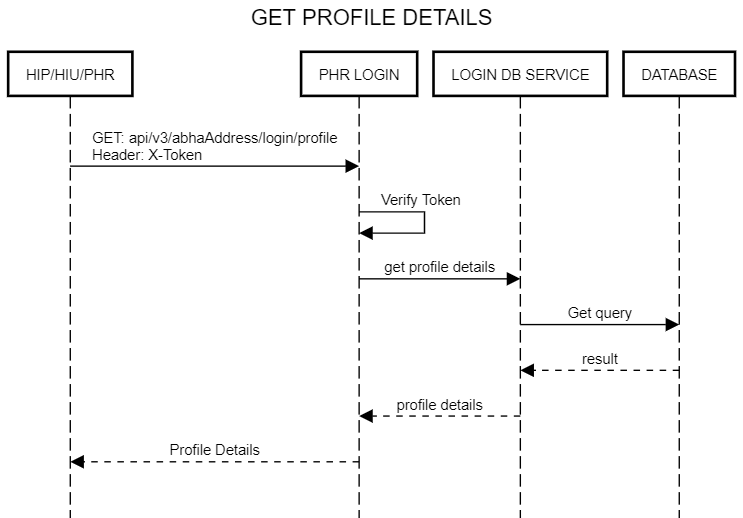 GET PROFILE DETAILS
HIP/HIU/PHR
PHR LOGIN
LOGIN DB SERVICE
DATABASE
GET: api/v3/abhaAddress/login/profile
Header: X-Token
Verify Token
get profile details
Get query
result
profile details
Profile Details